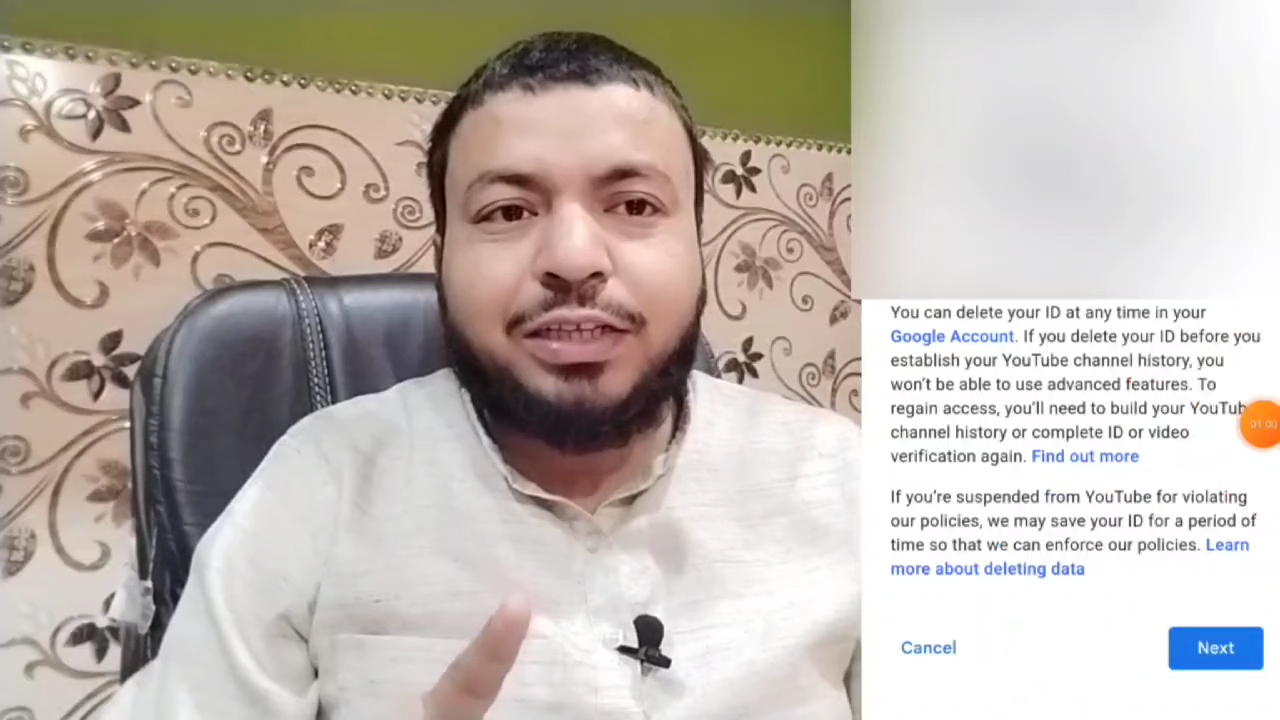 You can delete your ID at any time in your
Google Account. If you delete your ID before you
establish your YouTube channel history, you
won't be able to use advanced features. To
regain access, you'll need to build your YouTub
channel history or complete ID or video
verification again. Find out more
If you're suspended from YouTube for violating
our policies, we may save your ID for a period of
time so that we can enforce our policies. Learn
more about deleting data
Cancel
Next
01:00